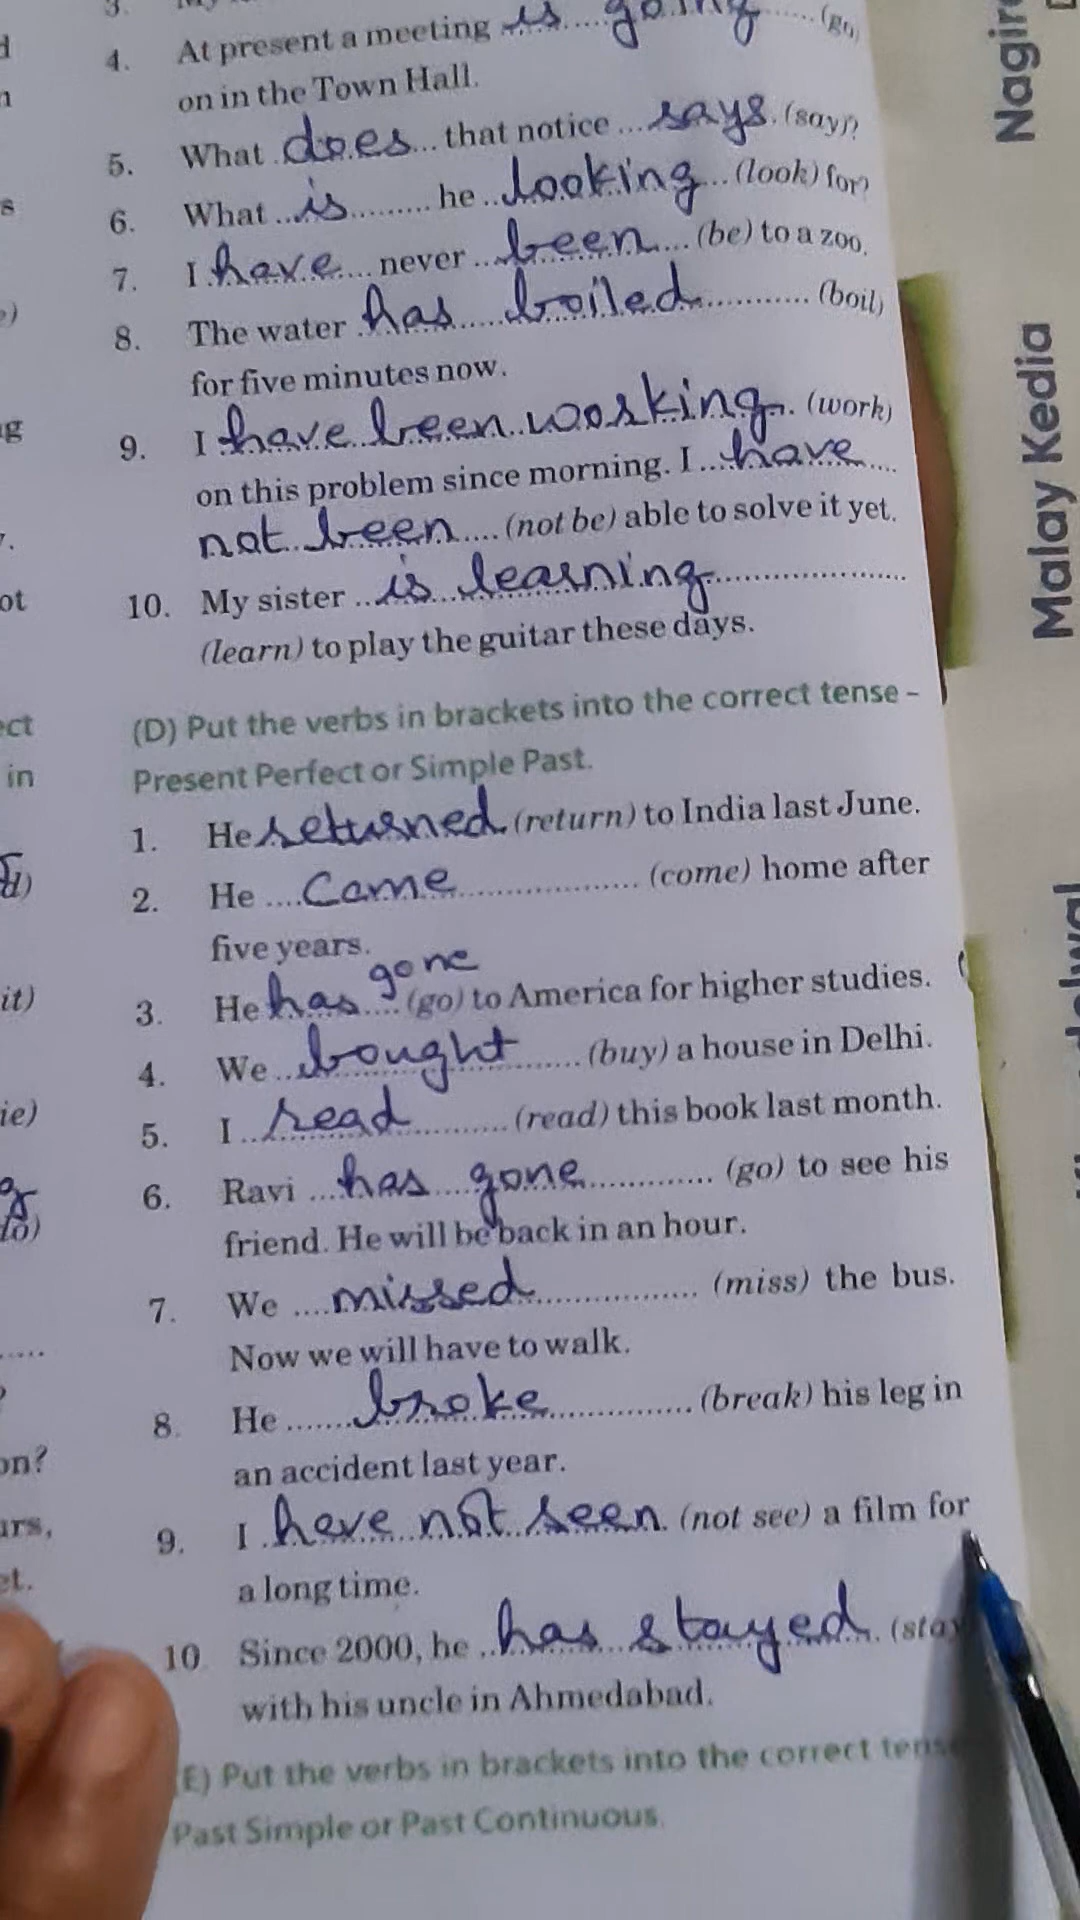 3.
4. At present a meeting is going (go)
on in the Town Hall.
5. What does that notice says (say)?
6. What is he looking (look) for?
7. I have never been (be) to a zoo.
8. The water has boiled (boil)
for five minutes now.
9. I have been working (work)
on this problem since morning. I have
not been (not be) able to solve it yet.
10. My sister is learning
(learn) to play the guitar these days.
(D) Put the verbs in brackets into the correct tense –
Present Perfect or Simple Past.
1. He returned (return) to India last June.
2. He came (come) home after
five years.
gone
3. He has (go) to America for higher studies.
4. We bought (buy) a house in Delhi.
5. I read (read) this book last month.
6. Ravi has gone (go) to see his
friend. He will be back in an hour.
7. We missed (miss) the bus.
Now we will have to walk.
8. He broke (break) his leg in
an accident last year.
9. I have not seen (not see) a film for
a long time.
10 Since 2000, he has stayed (stay
with his uncle in Ahmedabad.
(E) Put the verbs in brackets into the correct tense
Past Simple or Past Continuous.
ect
in
it)
ie)
on?
ot
Malay Kedia